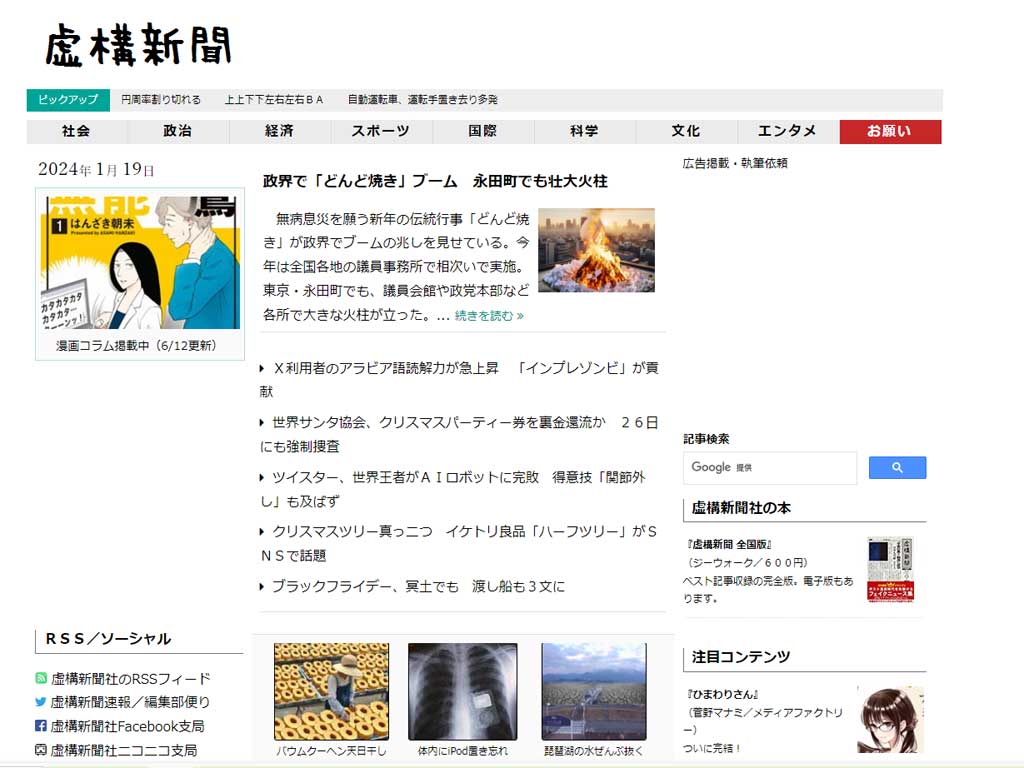 虚構新聞
ピックアップ 円周率割り切れる 上上下下左右左右ＢＡ 自動運転車、運転手置き去り多発
社会 政治 経済 スポーツ 国際 科学 文化 エンタメ お願い
2024年 1月 19日
1 はんざき朝未
Presented by ASAMI HANZAKI
カタカタカタ
カタカタ…
漫画コラム掲載中（6/12更新）
政界で「どんど焼き」ブーム　永田町でも壮大火柱
無病息災を願う新年の伝統行事「どんど焼
き」が政界でブームの兆しを見せている。今
年は全国各地の議員事務所で相次いで実施。
東京・永田町でも、議員会館や政党本部など
各所で大きな火柱が立った。... 続きを読む »
Ｘ利用者のアラビア語読解力が急上昇　「インプレゾンビ」が貢
献
世界サンタ協会、クリスマスパーティー券を裏金還流か　２６日
にも強制捜査
ツイスター、世界王者がＡＩロボットに完敗　得意技「関節外
し」も及ばず
クリスマスツリー真っ二つ　イケトリ良品「ハーフツリー」がＳ
ＮＳで話題
ブラックフライデー、冥土でも　渡し船も３文に
広告掲載・執筆依頼
記事検索
Google 提供
虚構新聞社の本
『虚構新聞 全国版』
（ジーウォーク／６００円）
ベスト記事収録の完全版。電子版もあ
ります。
虚構新聞
フェイクニュース集
注目コンテンツ
『ひまわりさん』
（菅野マナミ／メディアファクトリ
ー）
ついに完結！
ＲＳＳ／ソーシャル
虚構新聞社のRSSフィード
虚構新聞速報／編集部便り
虚構新聞社Facebook支局
虚構新聞社ニコニコ支局
バウムクーヘン天日干し
体内にiPod置き忘れ
琵琶湖の水ぜんぶ抜く